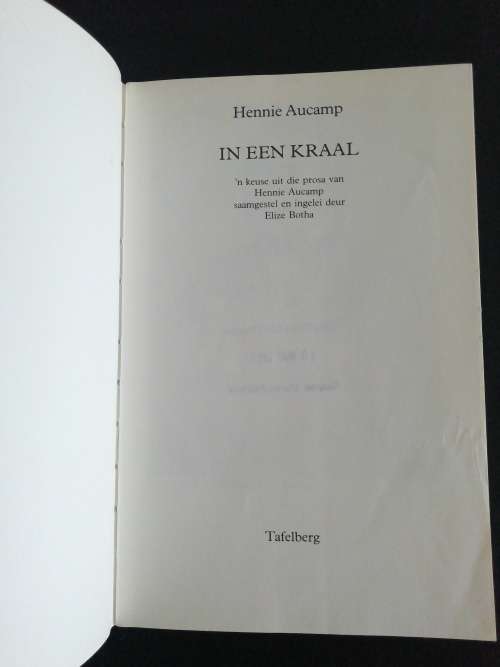 Hennie Aucamp
IN EEN KRAAL
'n keuse uit die prosa van
Hennie Aucamp
saamgestel en ingelei deur
Elize Botha
Tafelberg